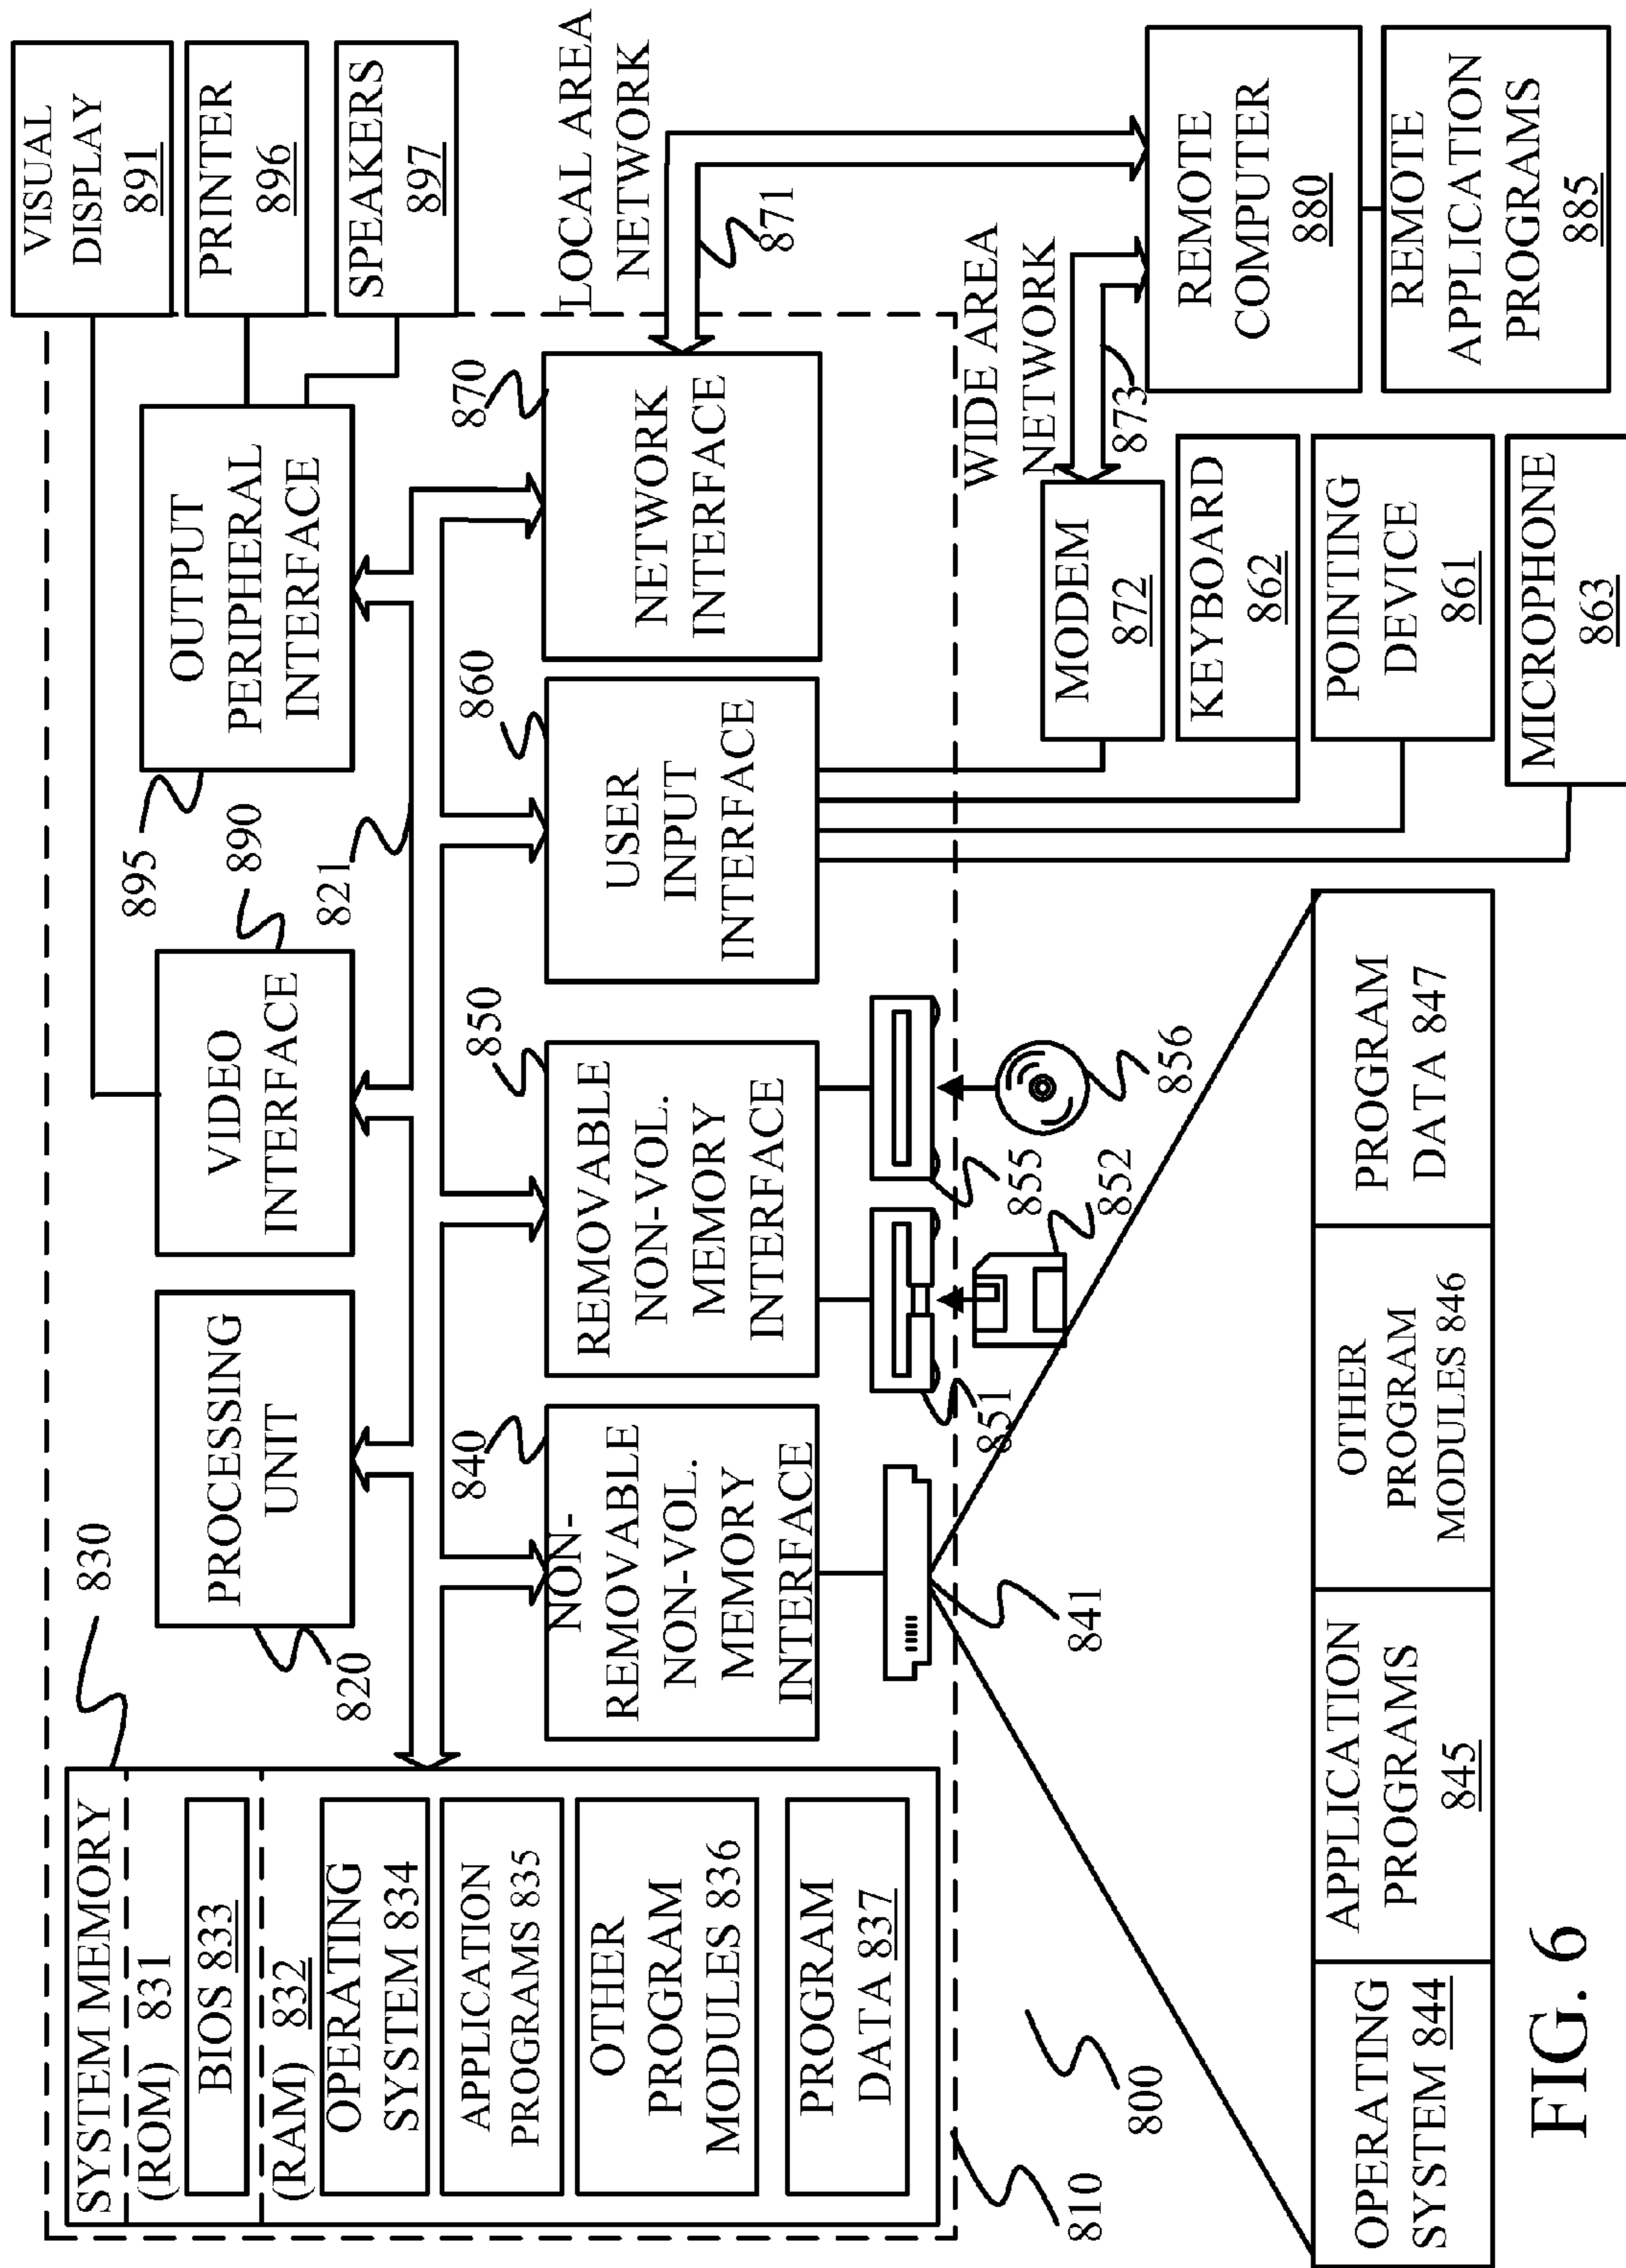 SYSTEM MEMORY
(ROM) 831
BIOS 833
(RAM) 832
OPERATING
SYSTEM 834
APPLICATION
PROGRAMS 835
OTHER
PROGRAM
MODULES 836
PROGRAM
DATA 837
830
PROCESSING
UNIT
820
VIDEO
INTERFACE
890
821
OUTPUT
PERIPHERAL
INTERFACE
895
VISUAL
DISPLAY
891
PRINTER
896
SPEAKERS
897
NON-
REMOVABLE
NON-VOL.
MEMORY
INTERFACE
840
REMOVABLE
NON-VOL.
MEMORY
INTERFACE
850
USER
INPUT
INTERFACE
860
NETWORK
INTERFACE
870
LOCAL AREA
NETWORK
871
841
851
852
855
856
WIDE AREA
NETWORK
873
MODEM
872
KEYBOARD
862
POINTING
DEVICE
861
MICROPHONE
863
REMOTE
COMPUTER
880
REMOTE
APPLICATION
PROGRAMS
885
810
800
OPERATING
SYSTEM 844
APPLICATION
PROGRAMS
845
OTHER
PROGRAM
MODULES 846
PROGRAM
DATA 847
FIG. 6